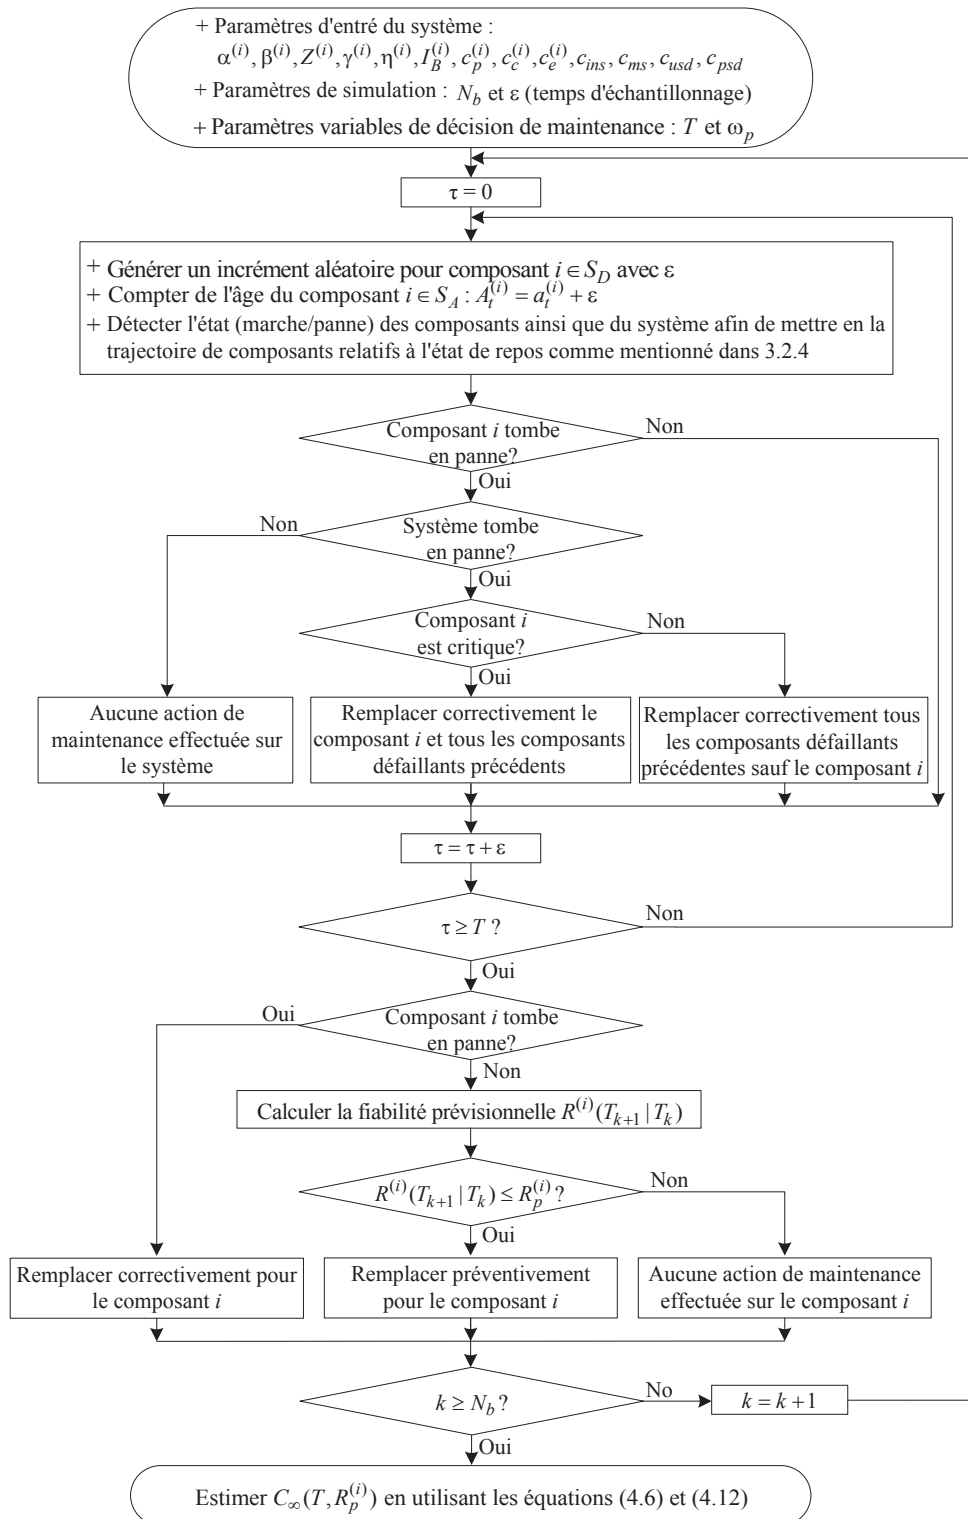 + Paramètres d'entré du système :
α^(i), β^(i), Z^(i), γ^(i), η^(i), I_B^(i), c_p^(i), c_c^(i), c_e^(i), c_ins, c_ms, c_usd, c_psd
+ Paramètres de simulation : N_b et ε (temps d'échantillonnage)
+ Paramètres variables de décision de maintenance : T et ω_p
τ = 0
+ Générer un incrément aléatoire pour composant i ∈ S_D avec ε
+ Compter de l'âge du composant i ∈ S_A : A_t^(i) = a_t^(i) + ε
+ Détecter l'état (marche/panne) des composants ainsi que du système afin de mettre en la
trajectoire de composants relatifs à l'état de repos comme mentionné dans 3.2.4
Composant i tombe
en panne?
Non
Oui
Système tombe
en panne?
Non
Oui
Composant i
est critique?
Non
Oui
Aucune action de
maintenance effectuée sur
le système
Remplacer correctivement le
composant i et tous les composants
défaillants précédents
Remplacer correctivement tous
les composants défaillants
précédentes sauf le composant i
τ = τ + ε
τ ≥ T ?
Non
Oui
Composant i tombe
en panne?
Oui
Non
Calculer la fiabilité prévisionnelle R^(i)(T_{k+1} | T_k)
R^(i)(T_{k+1} | T_k) ≤ R_p^(i) ?
Non
Oui
Remplacer correctivement pour
le composant i
Remplacer préventivement
pour le composant i
Aucune action de maintenance
effectuée sur le composant i
k ≥ N_b ?
No
k = k + 1
Oui
Estimer C_∞(T, R_p^(i)) en utilisant les équations (4.6) et (4.12)